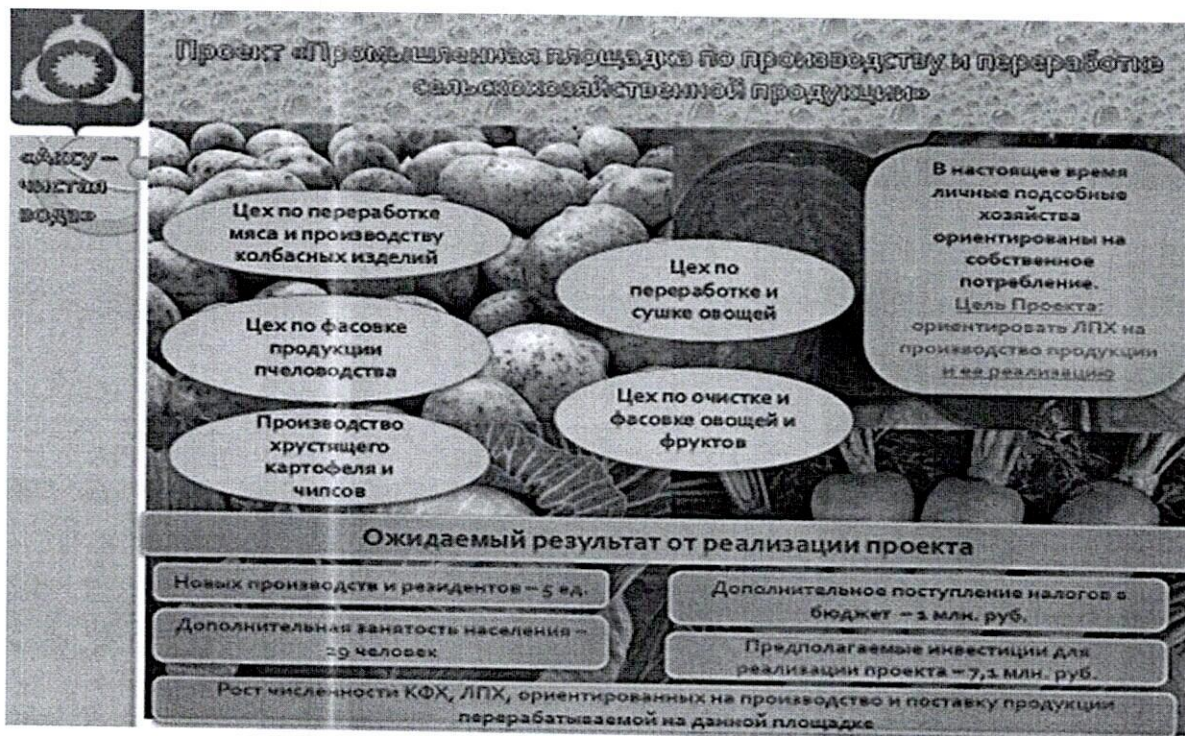 Проект «Промышленная площадка по производству и переработке
сельскохозяйственной продукции»
«Аксу –
чистая
вода»
Цех по переработке
мяса и производству
колбасных изделий
Цех по фасовке
продукции
пчеловодства
Производство
хрустящего
картофеля и
чипсов
Цех по
переработке и
сушке овощей
Цех по очистке и
фасовке овощей и
фруктов
В настоящее время
личные подсобные
хозяйства
ориентированы на
собственное
потребление.
Цель Проекта:
ориентировать ЛПХ на
производство продукции
и ее реализацию
Ожидаемый результат от реализации проекта
Новых производств и резидентов – 5 ед.
Дополнительная занятость населения –
29 человек
Дополнительное поступление налогов в
бюджет – 1 млн. руб.
Предполагаемые инвестиции для
реализации проекта – 7,1 млн. руб.
Рост численности КФХ, ЛПХ, ориентированных на производство и поставку продукции
перерабатываемой на данной площадке